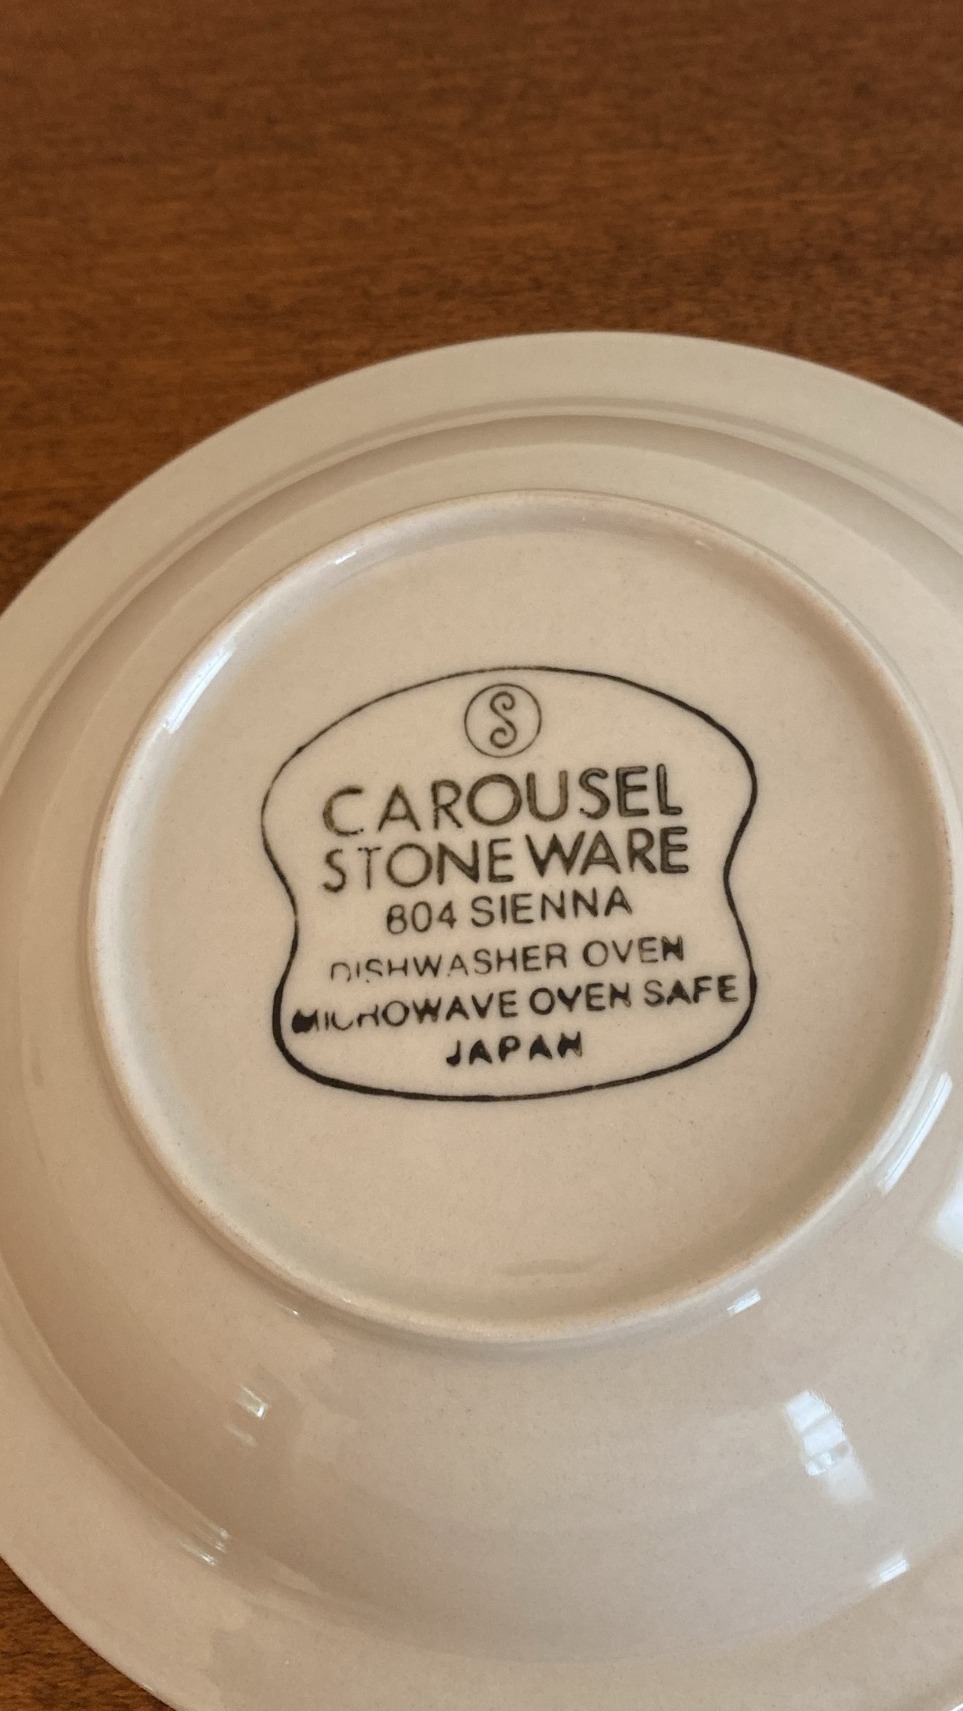 S
CAROUSEL
STONEWARE
804 SIENNA
DISHWASHER OVEN
MICROWAVE OVEN SAFE
JAPAN